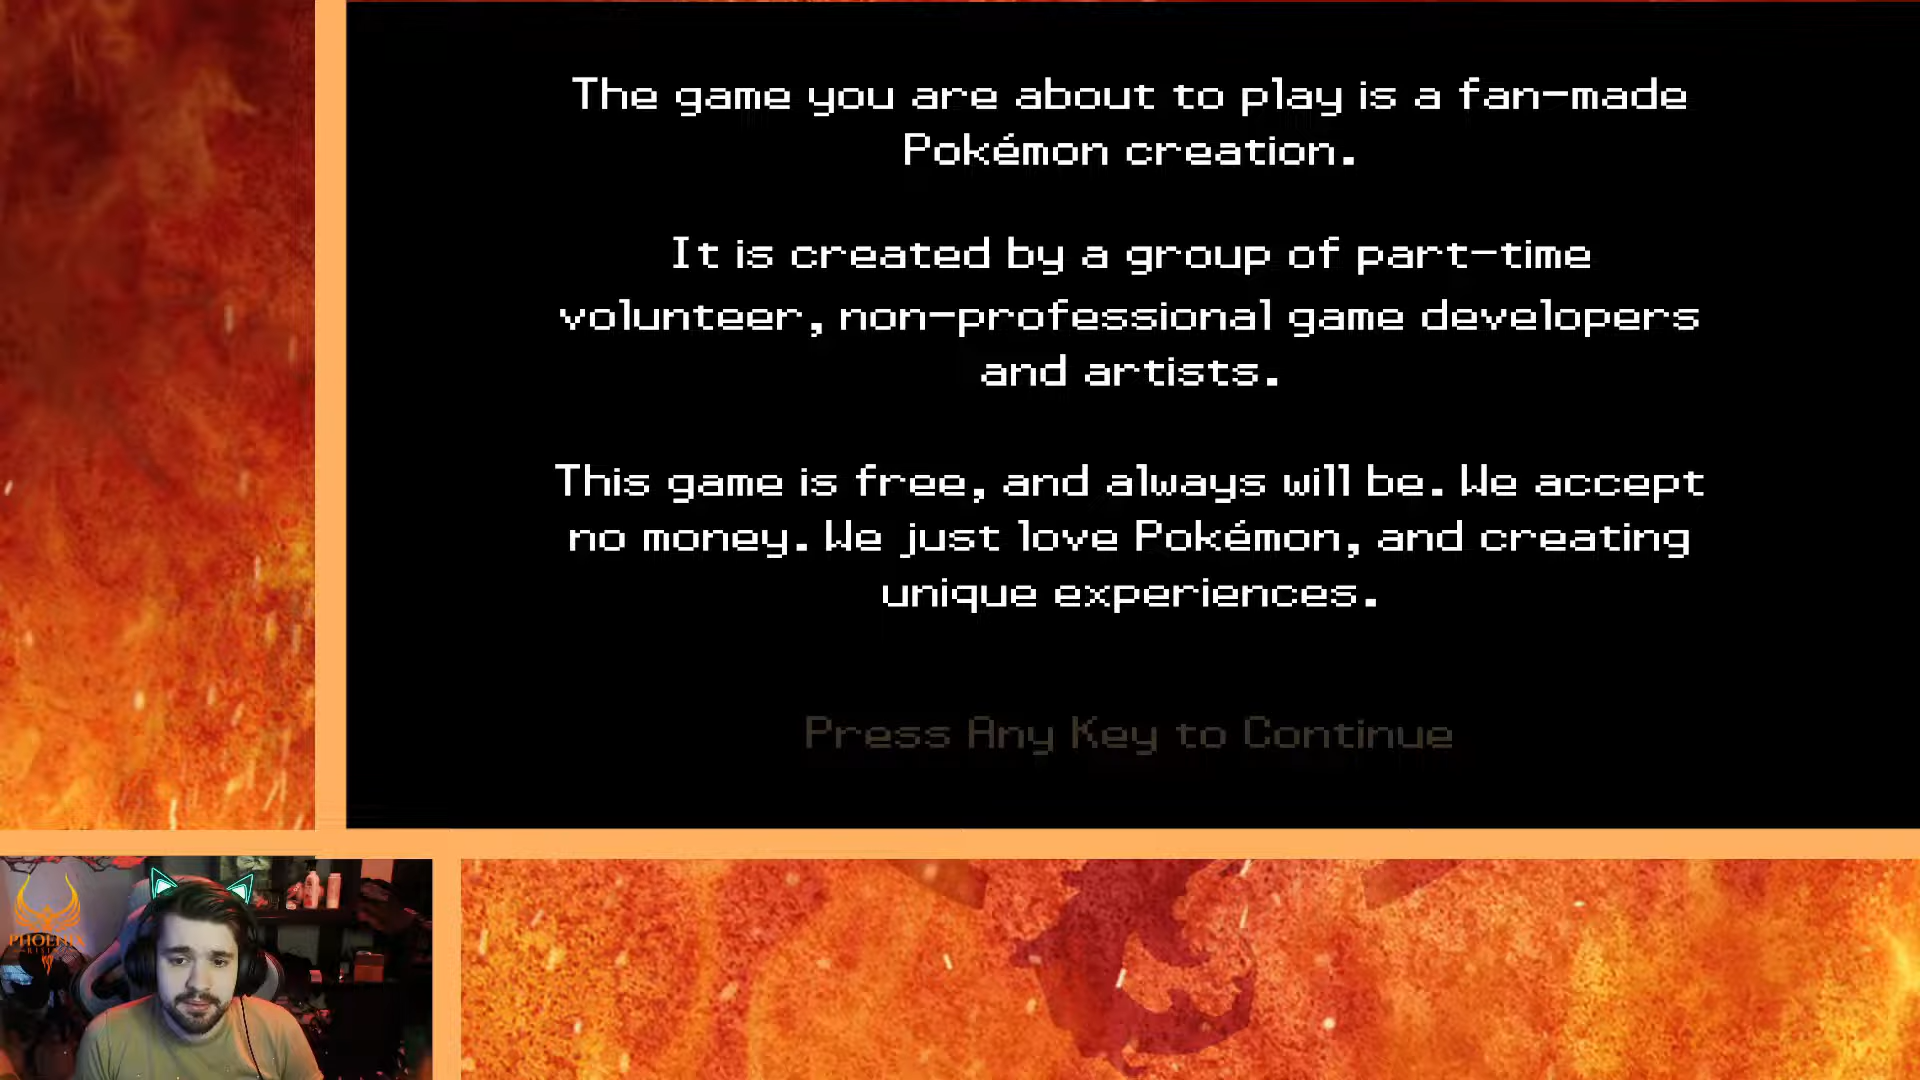 The game you are about to play is a fan-made
Pokémon creation.
It is created by a group of part-time
volunteer, non-professional game developers
and artists.
This game is free, and always will be. We accept
no money. We just love Pokémon, and creating
unique experiences.
Press Any Key to Continue
PHOENIX